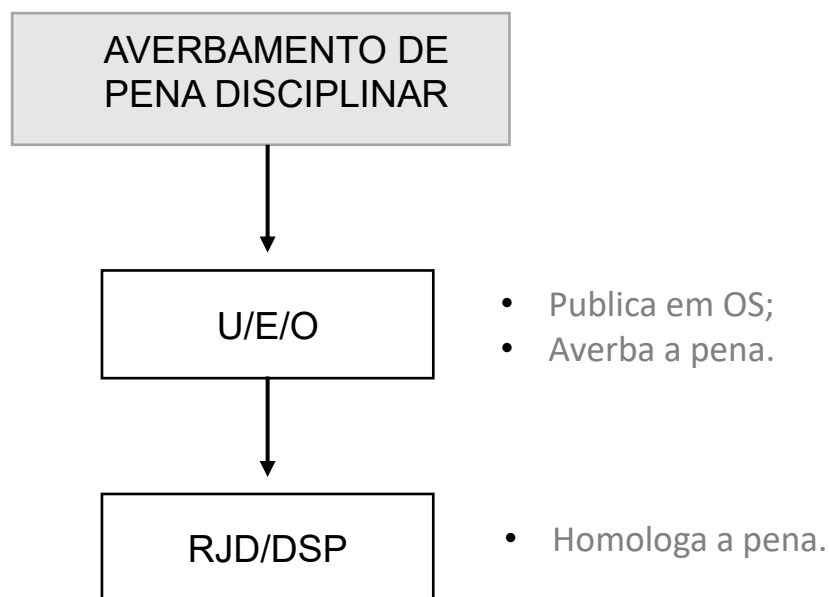 AVERBAMENTO DE
PENA DISCIPLINAR
U/E/O
• Publica em OS;
• Averba a pena.
RJD/DSP
• Homologa a pena.